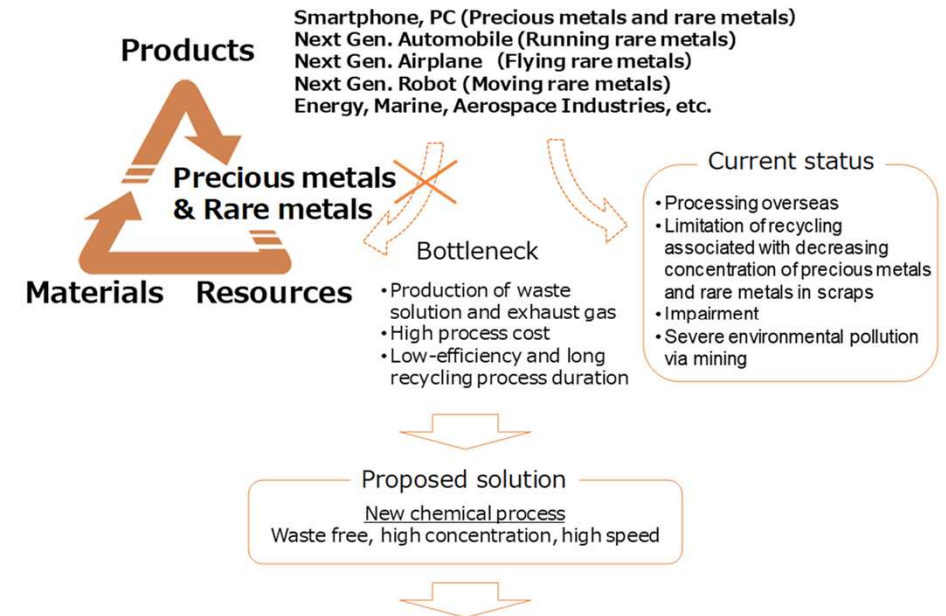 Products
Smartphone, PC (Precious metals and rare metals)
Next Gen. Automobile (Running rare metals)
Next Gen. Airplane （Flying rare metals）
Next Gen. Robot (Moving rare metals)
Energy, Marine, Aerospace Industries, etc.
Precious metals
& Rare metals
Materials
Resources
Bottleneck
・Production of waste
solution and exhaust gas
・High process cost
・Low-efficiency and long
recycling process duration
Current status
・Processing overseas
・Limitation of recycling
associated with decreasing
concentration of precious metals
and rare metals in scraps
・Impairment
・Severe environmental pollution
via mining
Proposed solution
New chemical process
Waste free, high concentration, high speed